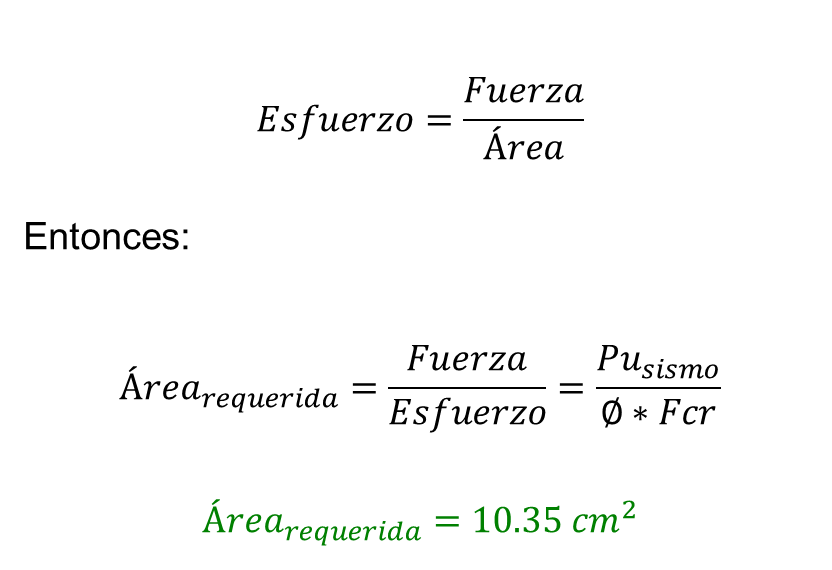 Esfuerzo = Fuerza / Área
Entonces:
Área_requerida = Fuerza / Esfuerzo = Pu_sismo / ∅ * Fcr
Área_requerida = 10.35 cm²